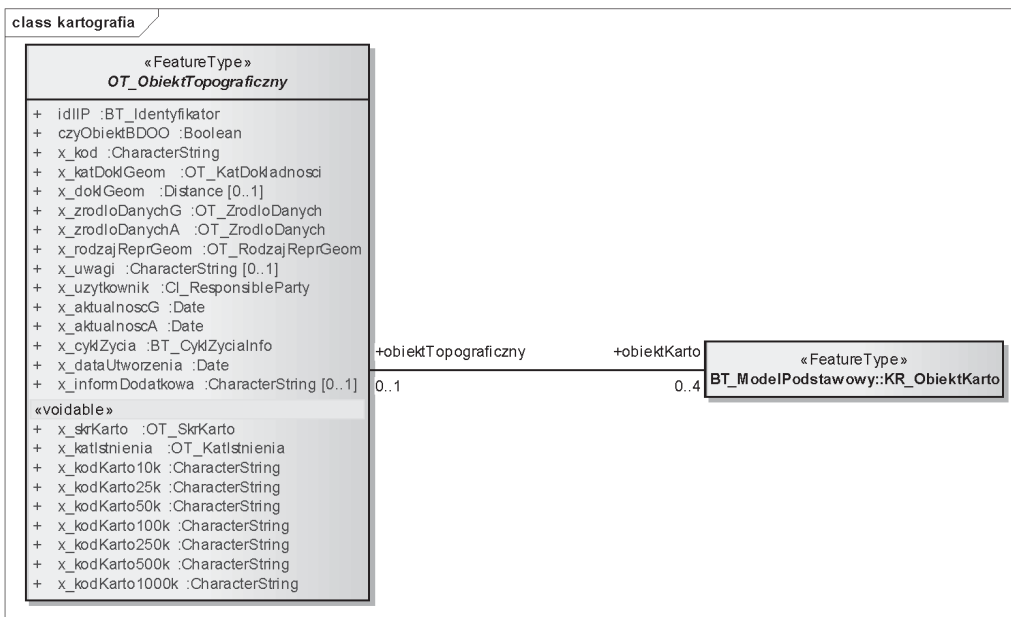 class kartografia
«FeatureType»
OT_ObiektTopograficzny
+ idIIP :BT_Identyfikator
+ czyObiektBDOO :Boolean
+ x_kod :CharacterString
+ x_katDoklGeom :OT_KatDokladnosci
+ x_doklGeom :Distance [0..1]
+ x_zrodloDanychG :OT_ZrodloDanych
+ x_zrodloDanychA :OT_ZrodloDanych
+ x_rodzajReprGeom :OT_RodzajReprGeom
+ x_uwagi :CharacterString [0..1]
+ x_uzytkownik :CI_ResponsibleParty
+ x_aktualnoscG :Date
+ x_aktualnoscA :Date
+ x_cyklZycia :BT_CyklZyciaInfo
+ x_dataUtworzenia :Date
+ x_informDodatkowa :CharacterString [0..1]
«voidable»
+ x_skrKarto :OT_SkrKarto
+ x_katIstnienia :OT_KatIstnienia
+ x_kodKarto10k :CharacterString
+ x_kodKarto25k :CharacterString
+ x_kodKarto50k :CharacterString
+ x_kodKarto100k :CharacterString
+ x_kodKarto250k :CharacterString
+ x_kodKarto500k :CharacterString
+ x_kodKarto1000k :CharacterString
+obiektTopograficzny +obiektKarto
0..1 0..4
«FeatureType»
BT_ModelPodstawowy::KR_ObiektKarto